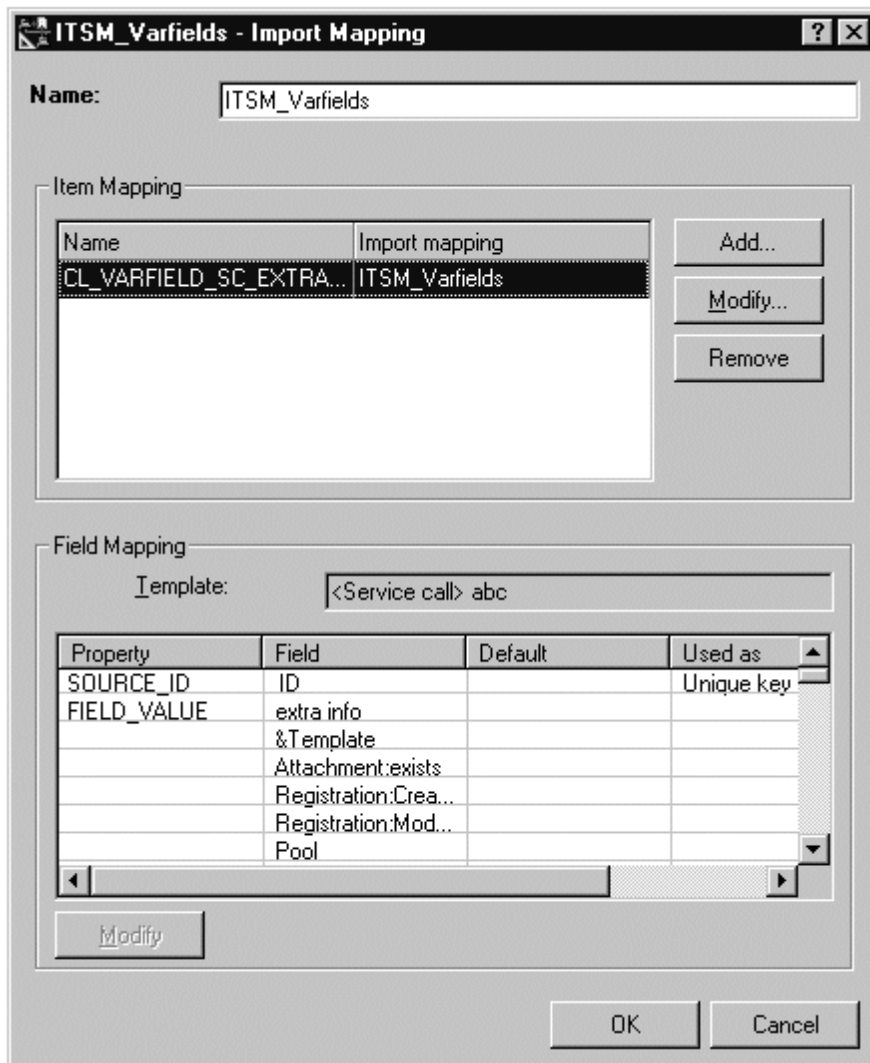 ITSM_Varfields - Import Mapping
Name: ITSM_Varfields
Item Mapping
Name Import mapping Add...
CL_VARFIELD_SC_EXTRA... ITSM_Varfields
Modify...
Remove
Field Mapping
Template: <Service call> abc
Property Field Default Used as
SOURCE_ID ID Unique key
FIELD_VALUE extra info
&Template
Attachment:exists
Registration:Crea...
Registration:Mod...
Pool
Modify
OK Cancel